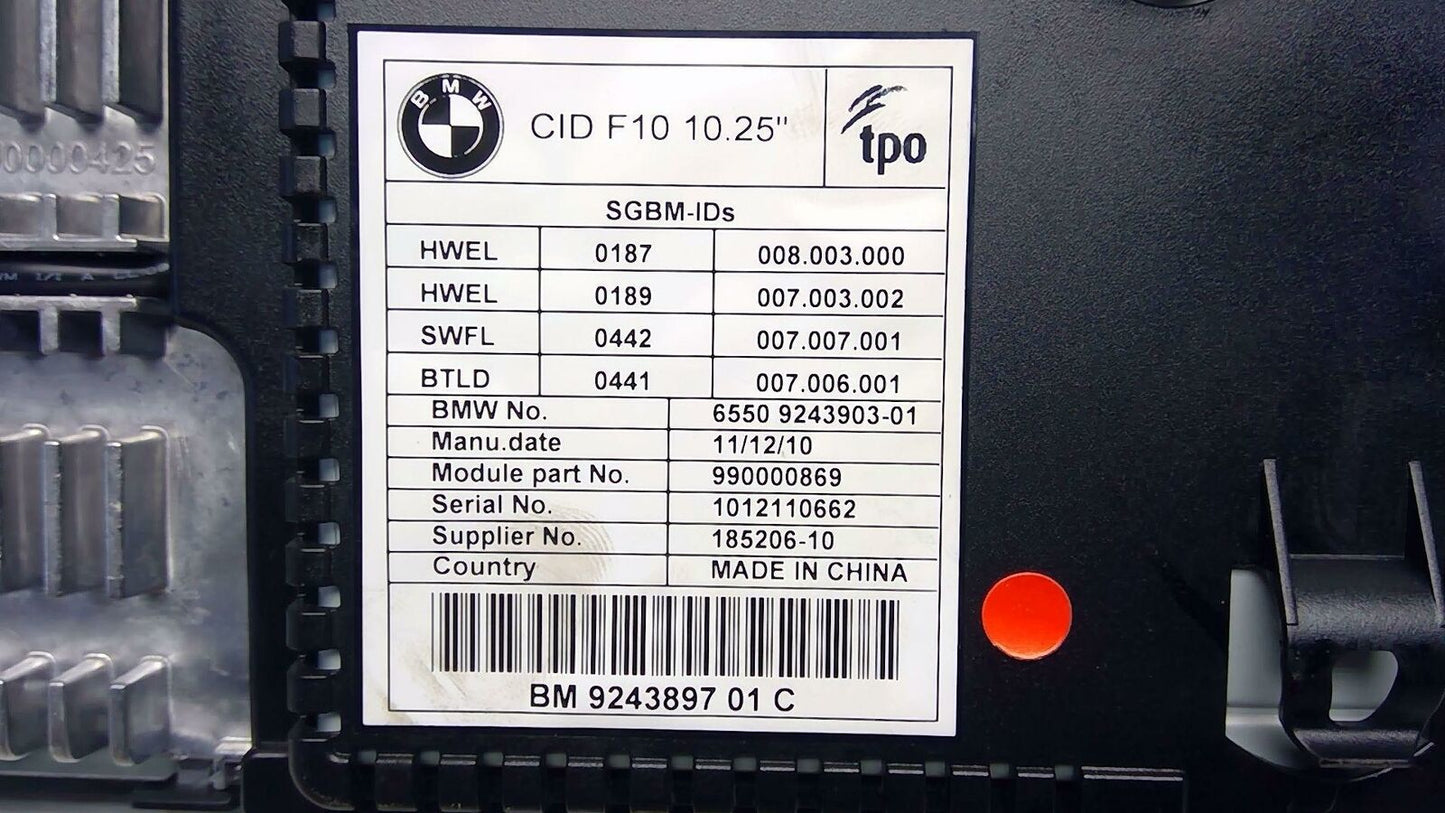 BMW CID F10 10.25" tpo
SGBM-IDs
HWEL 0187 008.003.000
HWEL 0189 007.003.002
SWFL 0442 007.007.001
BTLD 0441 007.006.001
BMW No. 6550 9243903-01
Manu.date 11/12/10
Module part No. 990000869
Serial No. 1012110662
Supplier No. 185206-10
Country MADE IN CHINA
BM 9243897 01 C
0000425